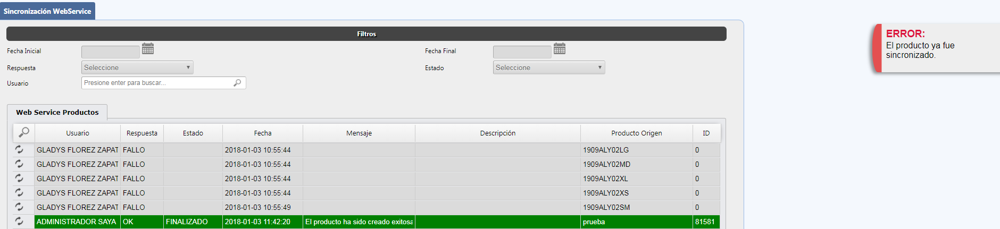 Sincronización WebService
Filtros
ERROR:
El producto ya fue
sincronizado.
Fecha Inicial
Fecha Final
Respuesta Seleccione
Estado Seleccione
Usuario Presione enter para buscar...
Web Service Productos
Usuario Respuesta Estado Fecha Mensaje Descripción Producto Origen ID
GLADYS FLOREZ ZAPAT FALLO 2018-01-03 10:55:44 1909ALY02LG 0
GLADYS FLOREZ ZAPAT FALLO 2018-01-03 10:55:44 1909ALY02MD 0
GLADYS FLOREZ ZAPAT FALLO 2018-01-03 10:55:44 1909ALY02XL 0
GLADYS FLOREZ ZAPAT FALLO 2018-01-03 10:55:44 1909ALY02XS 0
GLADYS FLOREZ ZAPAT FALLO 2018-01-03 10:55:49 1909ALY02SM 0
ADMINISTRADOR SAYA OK FINALIZADO 2018-01-03 11:42:20 El producto ha sido creado exitosa prueba 81581